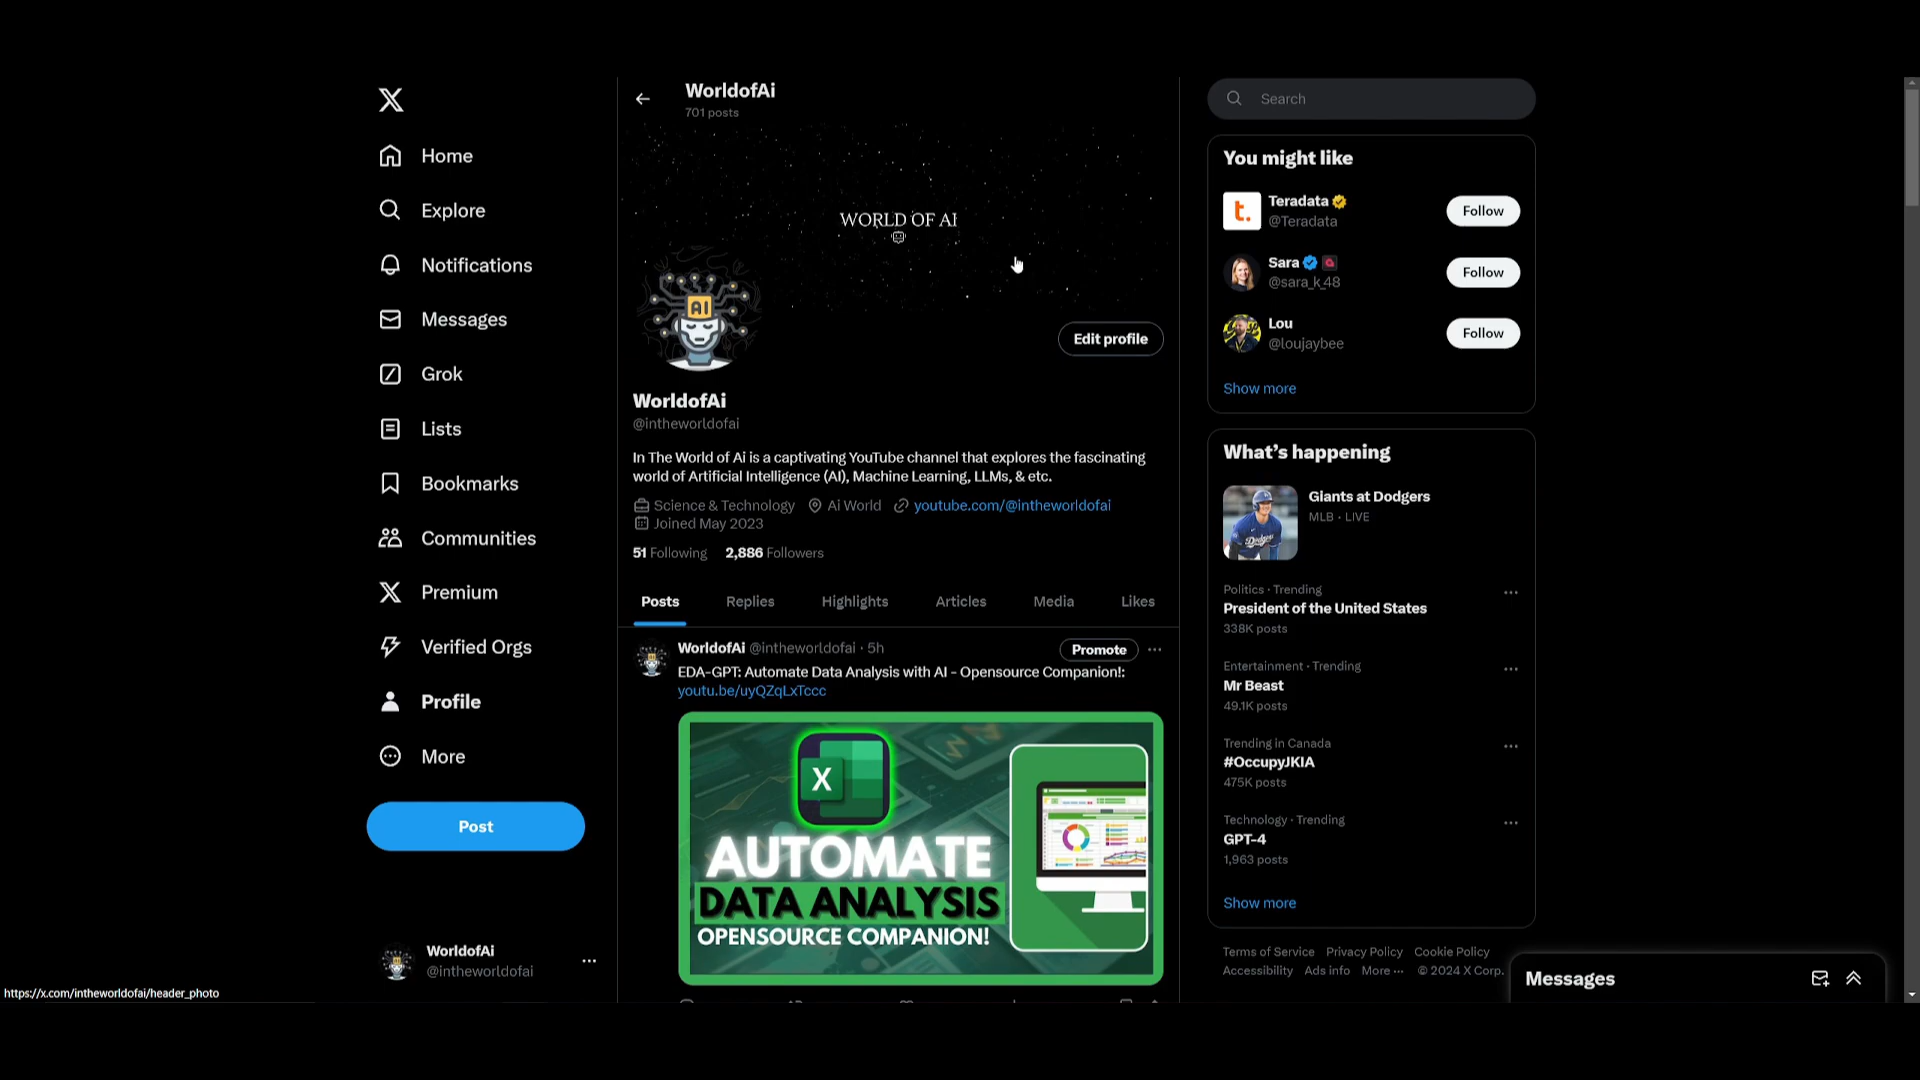 Home
Explore
Notifications
Messages
Grok
Lists
Bookmarks
Communities
Premium
Verified Orgs
Profile
More
Post
WorldofAi
@intheworldofai
https://x.com/intheworldofai/header_photo
WorldofAi
701 posts
WORLD OF AI
AI
Edit profile
WorldofAi
@intheworldofai
In The World of Ai is a captivating YouTube channel that explores the fascinating
world of Artificial Intelligence (AI), Machine Learning, LLMs, & etc.
Science & Technology Ai World youtube.com/@intheworldofai
Joined May 2023
51 Following 2,886 Followers
Posts Replies Highlights Articles Media Likes
WorldofAi @intheworldofai · 5h Promote
EDA-GPT: Automate Data Analysis with AI - Opensource Companion!:
youtu.be/uyQZqLxTccc
X
AUTOMATE
DATA ANALYSIS
OPENSOURCE COMPANION!
Search
You might like
Teradata
@Teradata
Follow
Sara
@sara_k_48
Follow
Lou
@loujaybee
Follow
Show more
What's happening
Giants at Dodgers
MLB · LIVE
Dodgers
Politics · Trending
President of the United States
338K posts
Entertainment · Trending
Mr Beast
49.1K posts
Trending in Canada
#OccupyJKIA
475K posts
Technology · Trending
GPT-4
1,963 posts
Show more
Terms of Service Privacy Policy Cookie Policy
Accessibility Ads info More ··· © 2024 X Corp.
Messages